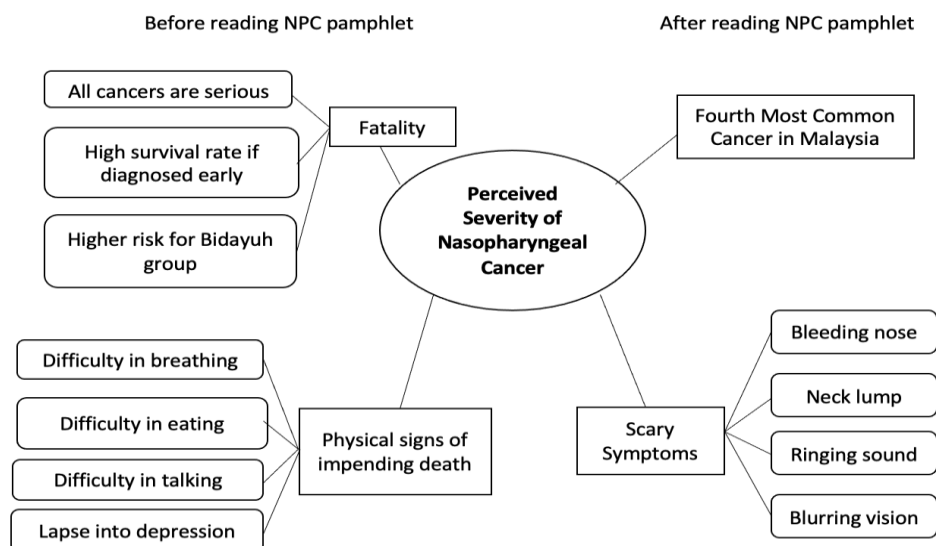 Before reading NPC pamphlet
After reading NPC pamphlet
All cancers are serious
High survival rate if
diagnosed early
Higher risk for Bidayuh
group
Fatality
Fourth Most Common
Cancer in Malaysia
Perceived
Severity of
Nasopharyngeal
Cancer
Difficulty in breathing
Difficulty in eating
Difficulty in talking
Lapse into depression
Physical signs of
impending death
Scary
Symptoms
Bleeding nose
Neck lump
Ringing sound
Blurring vision